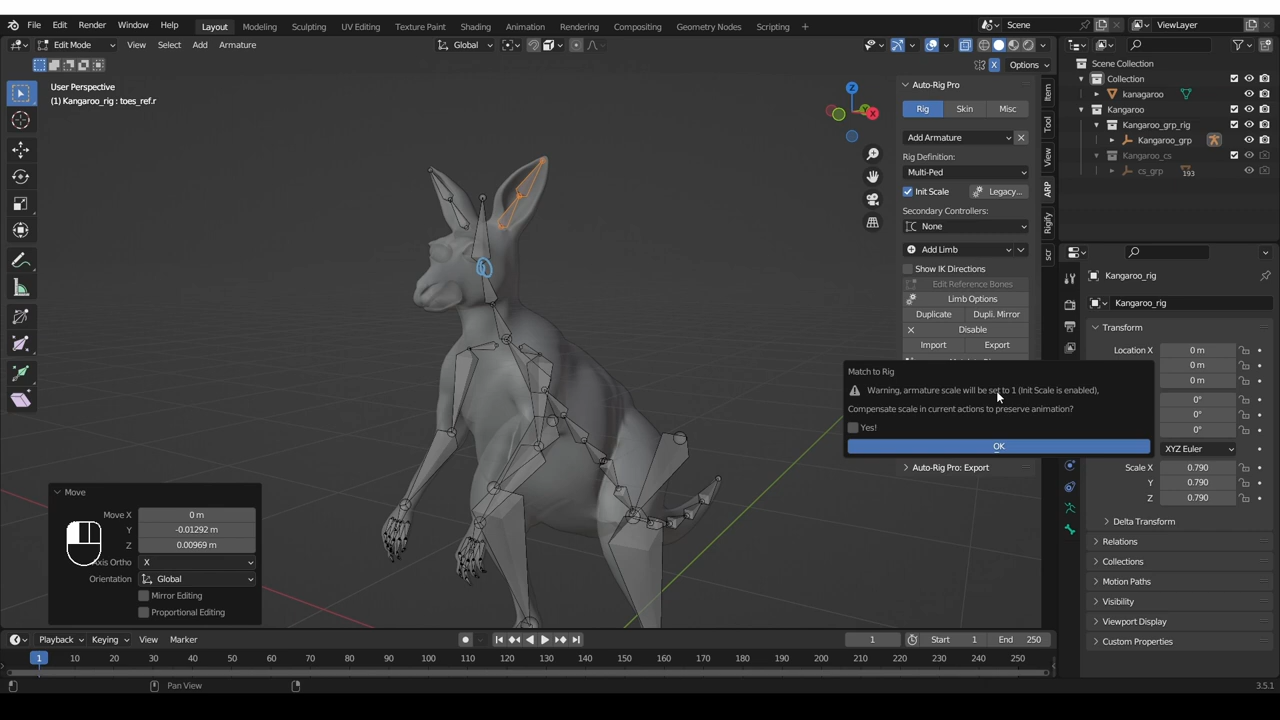 File Edit Render Window Help Layout Modeling Sculpting UV Editing Texture Paint Shading Animation Rendering Compositing Geometry Nodes Scripting + Scene ViewLayer
Edit Mode View Select Add Armature Global
X Options
User Perspective
(1) Kangaroo_rig : toes_ref.r
Z
X
Auto-Rig Pro
Rig Skin Misc
Add Armature
Rig Definition:
Multi-Ped
Init Scale Legacy...
Secondary Controllers:
None
Add Limb
Show IK Directions
Edit Reference Bones
Limb Options
Duplicate Dupli. Mirror
Disable
Import Export
Item
Tool
View
ARP
Rigify
scr
Match to Rig
Warning, armature scale will be set to 1 (Init Scale is enabled),
Compensate scale in current actions to preserve animation?
Yes!
OK
Auto-Rig Pro: Export
Scene Collection
Collection
kanagaroo
Kangaroo
Kangaroo_grp_rig
Kangaroo_grp
Kangaroo_cs
cs_grp 193
Kangaroo_rig
Kangaroo_rig
Transform
Location X 0 m
0 m
0 m
0°
0°
0°
XYZ Euler
Scale X 0.790
Y 0.790
Z 0.790
Delta Transform
Relations
Collections
Motion Paths
Visibility
Viewport Display
Custom Properties
Move
Move X 0 m
Y -0.01292 m
Z 0.00969 m
Axis Ortho X
Orientation Global
Mirror Editing
Proportional Editing
Playback Keying View Marker 1 Start 1 End 250
1 10 20 30 40 50 60 70 80 90 100 110 120 130 140 150 160 170 180 190 200 210 220 230 240 250
Pan View 3.5.1